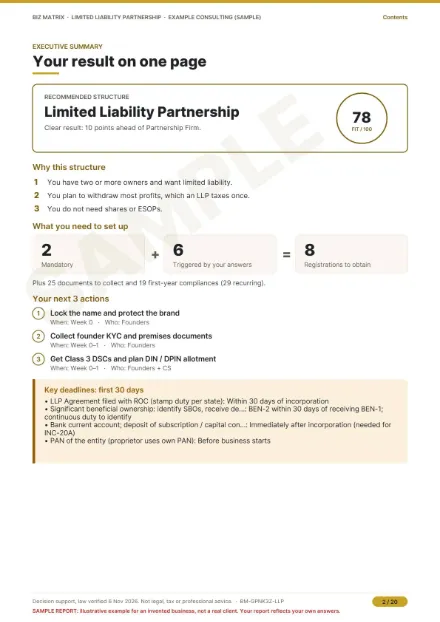 BIZ MATRIX · LIMITED LIABILITY PARTNERSHIP · EXAMPLE CONSULTING (SAMPLE)
Contents
EXECUTIVE SUMMARY
Your result on one page
RECOMMENDED STRUCTURE
Limited Liability Partnership
Clear result: 10 points ahead of Partnership Firm.
78
FIT / 100
Why this structure
1 You have two or more owners and want limited liability.
2 You plan to withdraw most profits, which an LLP taxes once.
3 You do not need shares or ESOPs.
What you need to set up
2 + 6 = 8
Mandatory Triggered by your answers Registrations to obtain
Plus 25 documents to collect and 19 first-year compliances (29 recurring).
Your next 3 actions
1 Lock the name and protect the brand
When: Week 0 · Who: Founders
2 Collect founder KYC and premises documents
When: Week 0–1 · Who: Founders
3 Get Class 3 DSCs and plan DIN / DPIN allotment
When: Week 0–1 · Who: Founders + CS
Key deadlines: first 30 days
• LLP Agreement filed with ROC (stamp duty per state): Within 30 days of incorporation
• Significant beneficial ownership: identify SBOs, receive de...: BEN-2 within 30 days of receiving BEN-1;
continuous duty to identify
• Bank current account; deposit of subscription / capital con...: Immediately after incorporation (needed for
INC-20A)
• PAN of the entity (proprietor uses own PAN): Before business starts
SAMPLE
Decision support, law verified 6 Nov 2026. Not legal, tax or professional advice. ·
2 / 20
SAMPLE REPORT: illustrative example for an invented business, not a real client. Your report reflects your own answers.